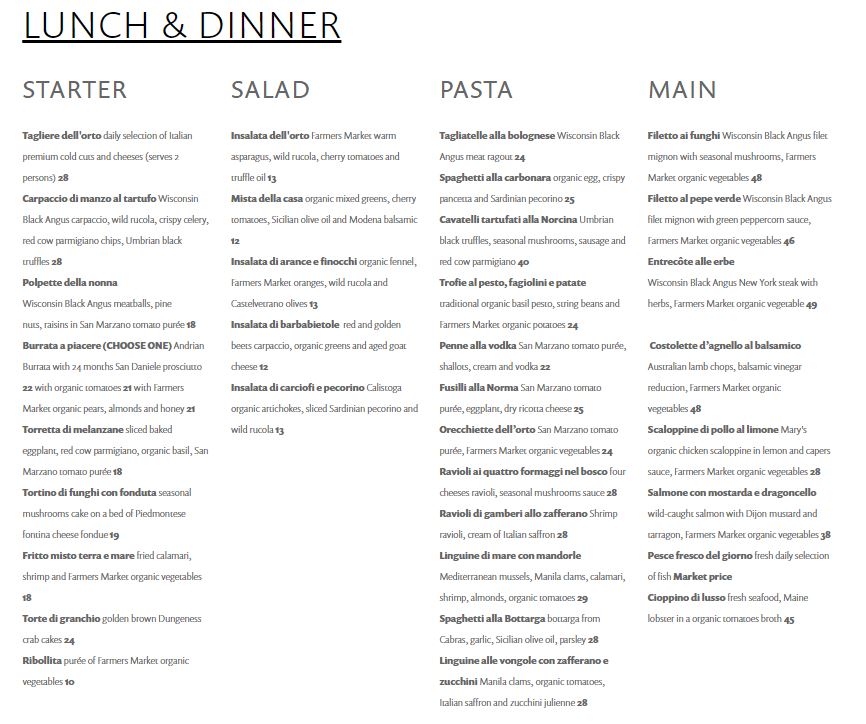 LUNCH & DINNER
STARTER
Tagliere dell'orto daily selection of Italian
premium cold cuts and cheeses (serves 2
persons) 28
Carpaccio di manzo al tartufo Wisconsin
Black Angus carpaccio, wild rucola, crispy celery,
red cow parmigiano chips, Umbrian black
truffles 28
Polpette della nonna
Wisconsin Black Angus meatballs, pine
nuts, raisins in San Marzano tomato purée 18
Burrata a piacere (CHOOSE ONE) Andrian
Burrata with 24 months San Daniele prosciutto
22 with organic tomatoes 21 with Farmers
Market organic pears, almonds and honey 21
Torretta di melanzane sliced baked
eggplant, red cow parmigiano, organic basil, San
Marzano tomato purée 18
Tortino di funghi con fonduta seasonal
mushrooms cake on a bed of Piedmontese
fontina cheese fondue 19
Fritto misto terra e mare fried calamari,
shrimp and Farmers Market organic vegetables
18
Torte di granchio golden brown Dungeness
crab cakes 24
Ribollita purée of Farmers Market organic
vegetables 10
SALAD
Insalata dell'orto Farmers Market warm
asparagus, wild rucola, cherry tomatoes and
truffle oil 13
Mista della casa organic mixed greens, cherry
tomatoes, Sicilian olive oil and Modena balsamic
12
Insalata di arance e finocchi organic fennel,
Farmers Market oranges, wild rucola and
Castelvetrano olives 13
Insalata di barbabietole red and golden
beets carpaccio, organic greens and aged goat
cheese 12
Insalata di carciofi e pecorino Calistoga
organic artichokes, sliced Sardinian pecorino and
wild rucola 13
PASTA
Tagliatelle alla bolognese Wisconsin Black
Angus meat ragout 24
Spaghetti alla carbonara organic egg, crispy
pancetta and Sardinian pecorino 25
Cavatelli tartufati alla Norcina Umbrian
black truffles, seasonal mushrooms, sausage and
red cow parmigiano 40
Trofie al pesto, fagiolini e patate
traditional organic basil pesto, string beans and
Farmers Market organic potatoes 24
Penne alla vodka San Marzano tomato purée,
shallots, cream and vodka 22
Fusilli alla Norma San Marzano tomato
purée, eggplant, dry ricotta cheese 25
Orecchiette dell'orto San Marzano tomato
purée, Farmers Market organic vegetables 24
Ravioli ai quattro formaggi nel bosco four
cheeses ravioli, seasonal mushrooms sauce 28
Ravioli di gamberi allo zafferano Shrimp
ravioli, cream of Italian saffron 28
Linguine di mare con mandorle
Mediterranean mussels, Manila clams, calamari,
shrimp, almonds, organic tomatoes 29
Spaghetti alla Bottarga bottarga from
Cabras, garlic, Sicilian olive oil, parsley 28
Linguine alle vongole con zafferano e
zucchini Manila clams, organic tomatoes,
Italian saffron and zucchini julienne 28
MAIN
Filetto ai funghi Wisconsin Black Angus filet
mignon with seasonal mushrooms, Farmers
Market organic vegetables 48
Filetto al pepe verde Wisconsin Black Angus
filet mignon with green peppercorn sauce,
Farmers Market organic vegetables 46
Entrecôte alle erbe
Wisconsin Black Angus New York steak with
herbs, Farmers Market organic vegetable 49
Costolette d'agnello al balsamico
Australian lamb chops, balsamic vinegar
reduction, Farmers Market organic
vegetables 48
Scaloppine di pollo al limone Mary's
organic chicken scaloppine in lemon and capers
sauce, Farmers Market organic vegetables 28
Salmone con mostarda e dragoncello
wild-caught salmon with Dijon mustard and
tarragon, Farmers Market organic vegetables 38
Pesce fresco del giorno fresh daily selection
of fish Market price
Cioppino di lusso fresh seafood, Maine
lobster in a organic tomatoes broth 45